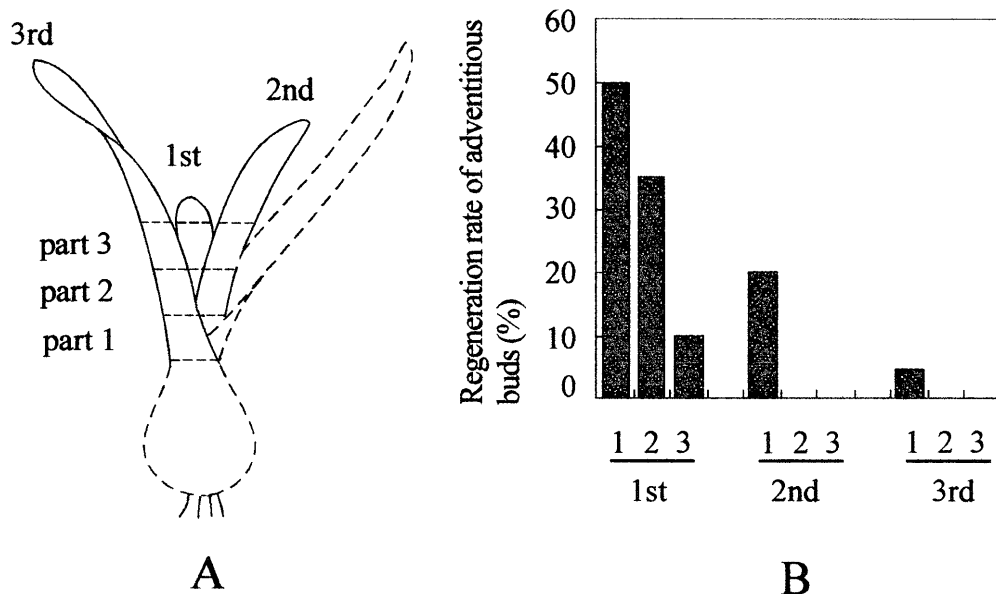 3rd
2nd
1st
part 3
part 2
part 1
A
Regeneration rate of adventitious
buds (%)
60
50
40
30
20
10
0
1 2 3
1 2 3
1 2 3
1st
2nd
3rd
B